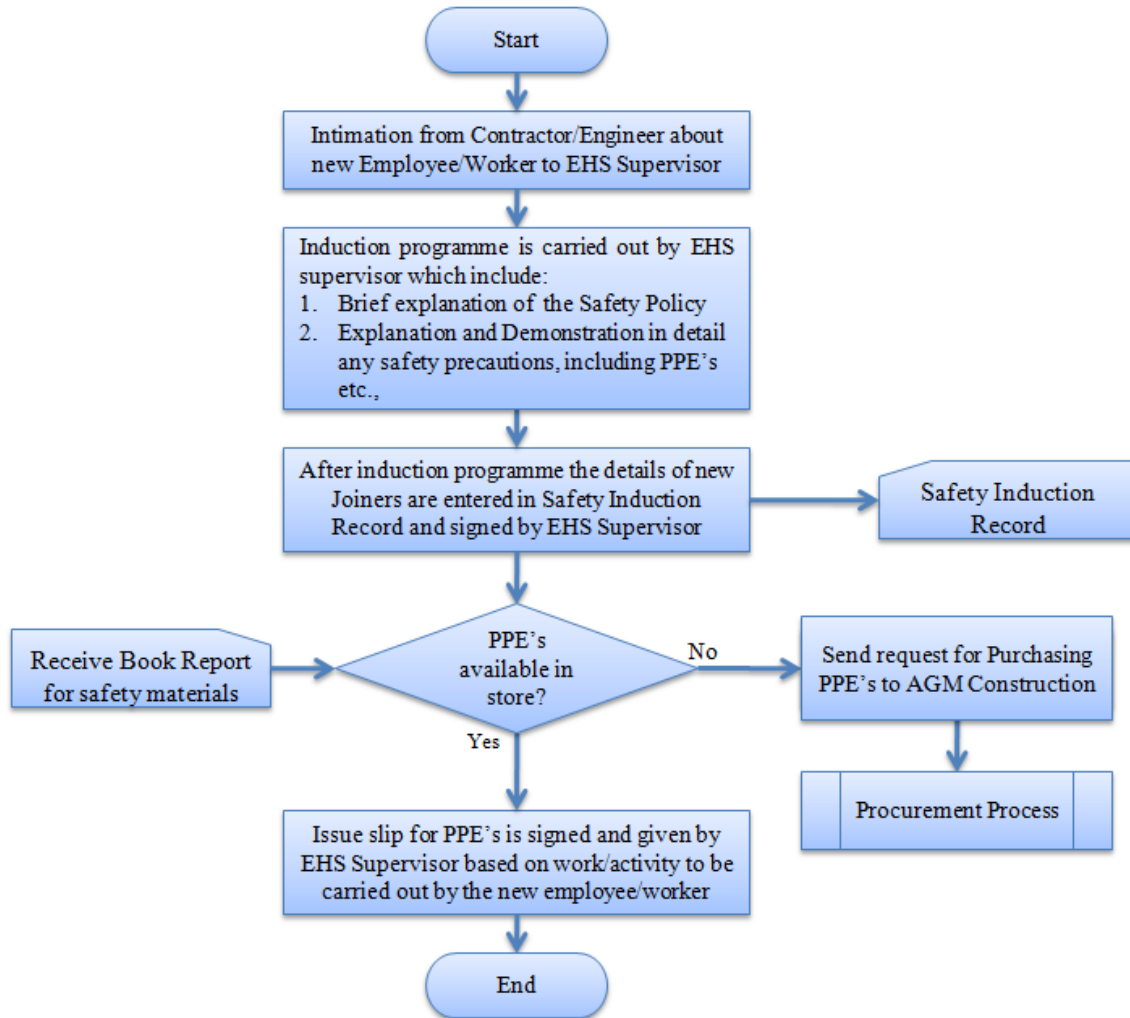 Start
Intimation from Contractor/Engineer about
new Employee/Worker to EHS Supervisor
Induction programme is carried out by EHS
supervisor which include:
1. Brief explanation of the Safety Policy
2. Explanation and Demonstration in detail
any safety precautions, including PPE’s
etc.,
After induction programme the details of new
Joiners are entered in Safety Induction
Record and signed by EHS Supervisor
Safety Induction
Record
Receive Book Report
for safety materials
PPE’s
available in
store?
No
Send request for Purchasing
PPE’s to AGM Construction
Yes
Procurement Process
Issue slip for PPE’s is signed and given by
EHS Supervisor based on work/activity to be
carried out by the new employee/worker
End